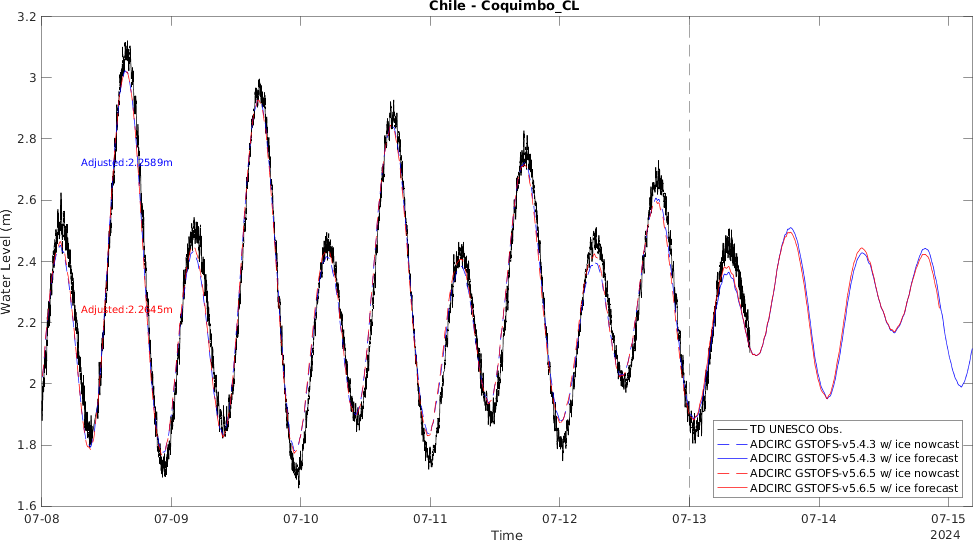 Chile - Coquimbo_CL
3.2
3
2.8
2.6
2.4
2.2
2
1.8
1.6
Water Level (m)
Adjusted:2.2589m
Adjusted:2.2645m
TD UNESCO Obs.
ADCIRC GSTOFS-v5.4.3 w/ ice nowcast
ADCIRC GSTOFS-v5.4.3 w/ ice forecast
ADCIRC GSTOFS-v5.6.5 w/ ice nowcast
ADCIRC GSTOFS-v5.6.5 w/ ice forecast
07-08 07-09 07-10 07-11 07-12 07-13 07-14 07-15
Time
2024